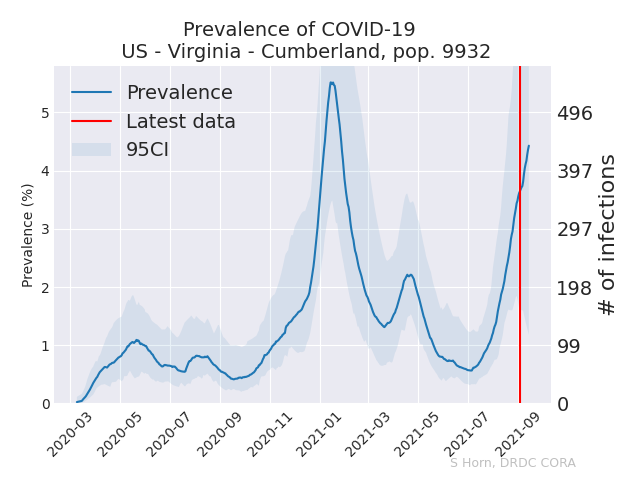 Prevalence of COVID-19
US - Virginia - Cumberland, pop. 9932
Prevalence
Latest data
95CI
Prevalence (%)
5
4
3
2
1
0
496
397
297
198
99
0
# of infections
2020-03
2020-05
2020-07
2020-09
2020-11
2021-01
2021-03
2021-05
2021-07
2021-09
S Horn, DRDC CORA